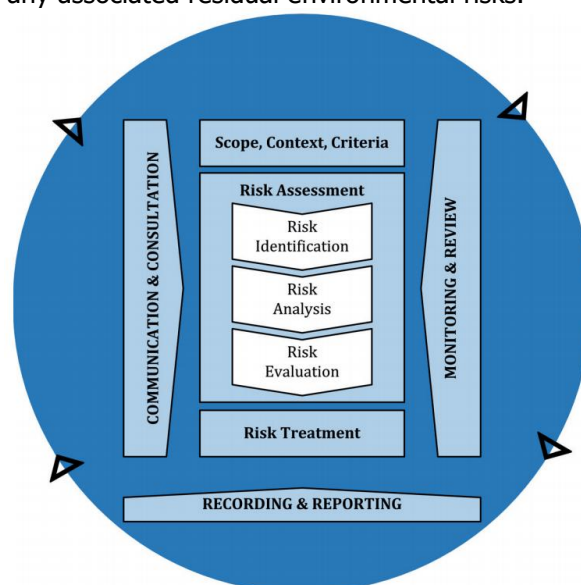 any associated residual environmental risks.
Scope, Context, Criteria
Risk Assessment
Risk
Identification
Risk
Analysis
Risk
Evaluation
Risk Treatment
COMMUNICATION & CONSULTATION
MONITORING & REVIEW
RECORDING & REPORTING